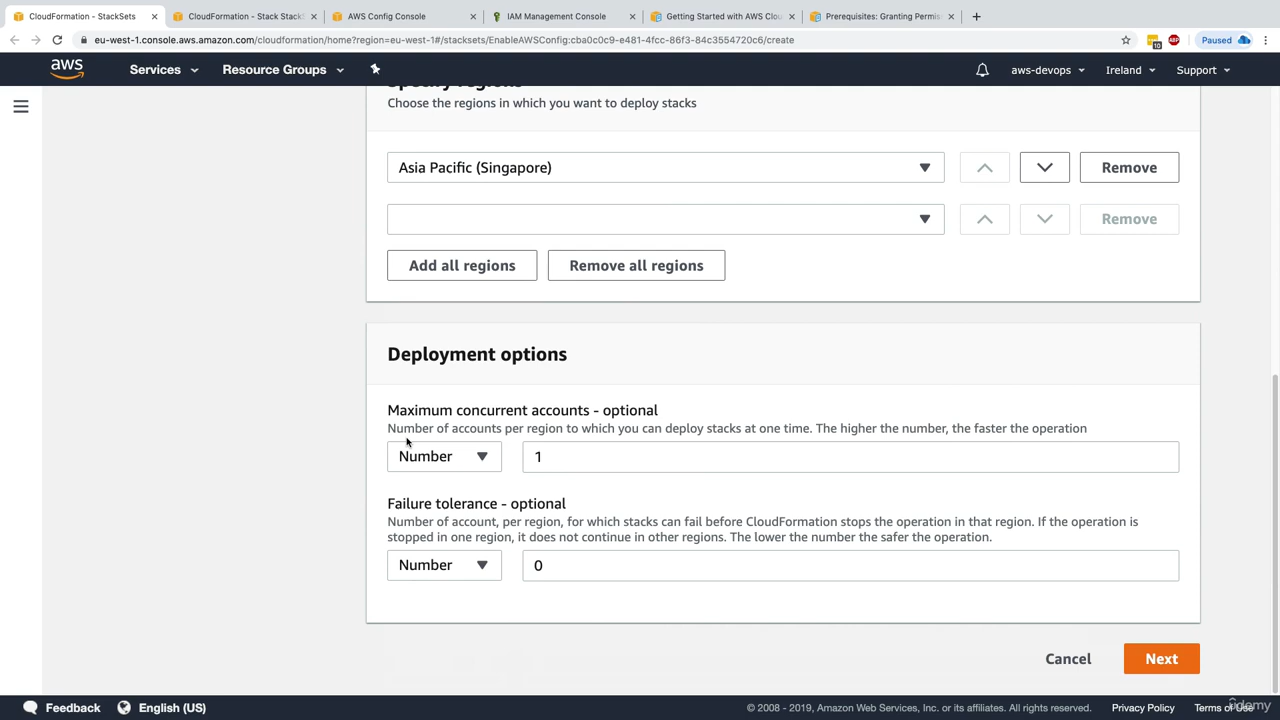 CloudFormation - StackSets
CloudFormation - Stack StackS
AWS Config Console
IAM Management Console
Getting Started with AWS Clou
Prerequisites: Granting Permis
eu-west-1.console.aws.amazon.com/cloudformation/home?region=eu-west-1#/stacksets/EnableAWSConfig:cba0c0c9-e481-4fcc-86f3-84c3554720c6/create
10
ABP
Paused
aws
Services
Resource Groups
aws-devops
Ireland
Support
Specify regions
Choose the regions in which you want to deploy stacks
Asia Pacific (Singapore)
Remove
Remove
Add all regions
Remove all regions
Deployment options
Maximum concurrent accounts - optional
Number of accounts per region to which you can deploy stacks at one time. The higher the number, the faster the operation
Number
1
Failure tolerance - optional
Number of account, per region, for which stacks can fail before CloudFormation stops the operation in that region. If the operation is
stopped in one region, it does not continue in other regions. The lower the number the safer the operation.
Number
0
Cancel
Next
Feedback
English (US)
© 2008 - 2019, Amazon Web Services, Inc. or its affiliates. All rights reserved.
Privacy Policy
Terms of Use
udemy